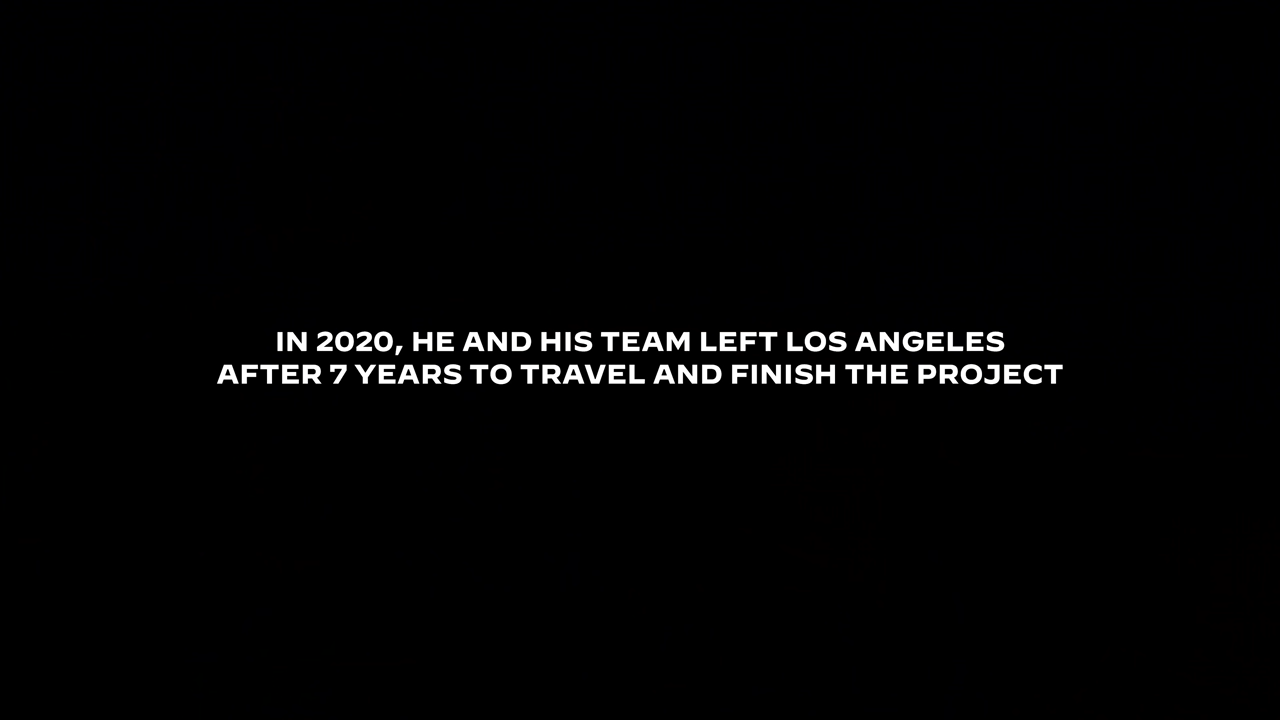 IN 2020, HE AND HIS TEAM LEFT LOS ANGELES
AFTER 7 YEARS TO TRAVEL AND FINISH THE PROJECT